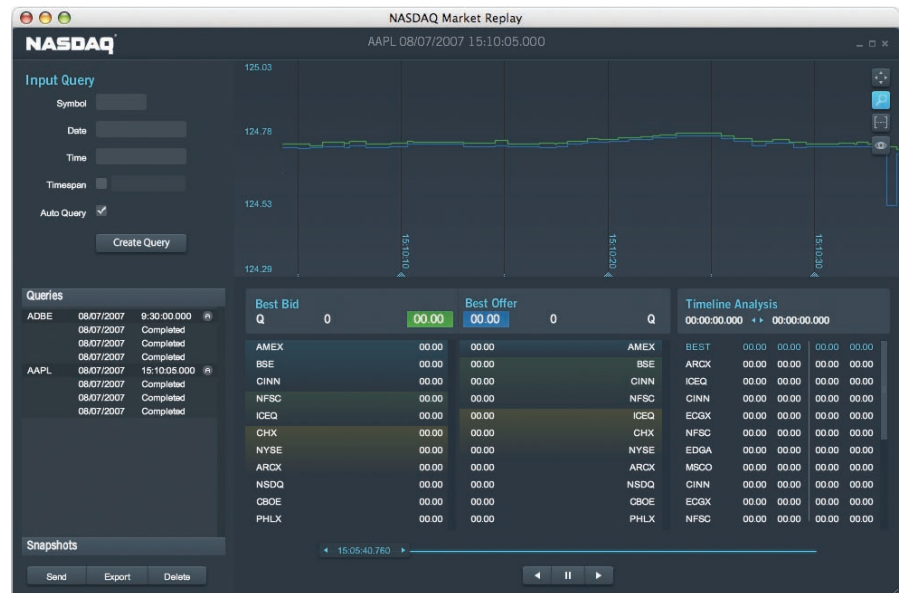 NASDAQ Market Replay
NASDAQ
AAPL 08/07/2007 15:10:05.000
Input Query
Symbol
Date
Time
Timespan
Auto Query
Create Query
125.03
124.78
124.53
124.29
15:10:10
15:10:20
15:10:30
Queries
ADBE 08/07/2007 9:30:00.000
08/07/2007 Completed
08/07/2007 Completed
08/07/2007 Completed
AAPL 08/07/2007 15:10:05.000
08/07/2007 Completed
08/07/2007 Completed
08/07/2007 Completed
Snapshots
Send Export Delete
Best Bid
Q 0 00.00
Best Offer
00.00 0 Q
AMEX 00.00 00.00 AMEX
BSE 00.00 00.00 BSE
CINN 00.00 00.00 CINN
NFSC 00.00 00.00 NFSC
ICEQ 00.00 00.00 ICEQ
CHX 00.00 00.00 CHX
NYSE 00.00 00.00 NYSE
ARCX 00.00 00.00 ARCX
NSDQ 00.00 00.00 NSDQ
CBOE 00.00 00.00 CBOE
PHLX 00.00 00.00 PHLX
Timeline Analysis
00:00:00.000 00:00:00.000
BEST 00.00 00.00 00.00 00.00
ARCX 00.00 00.00 00.00 00.00
ICEQ 00.00 00.00 00.00 00.00
CINN 00.00 00.00 00.00 00.00
ECGX 00.00 00.00 00.00 00.00
NFSC 00.00 00.00 00.00 00.00
EDGA 00.00 00.00 00.00 00.00
MSCO 00.00 00.00 00.00 00.00
CINN 00.00 00.00 00.00 00.00
ECGX 00.00 00.00 00.00 00.00
NFSC 00.00 00.00 00.00 00.00
15:05:40.760